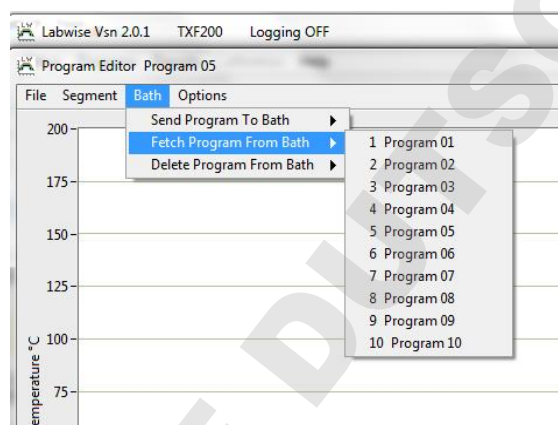 Labwise Vsn 2.0.1 TXF200 Logging OFF
Program Editor Program 05
File Segment Bath Options
Send Program To Bath
Fetch Program From Bath
Delete Program From Bath
1 Program 01
2 Program 02
3 Program 03
4 Program 04
5 Program 05
6 Program 06
7 Program 07
8 Program 08
9 Program 09
10 Program 10
200
175
150
125
100
75
emperature °C